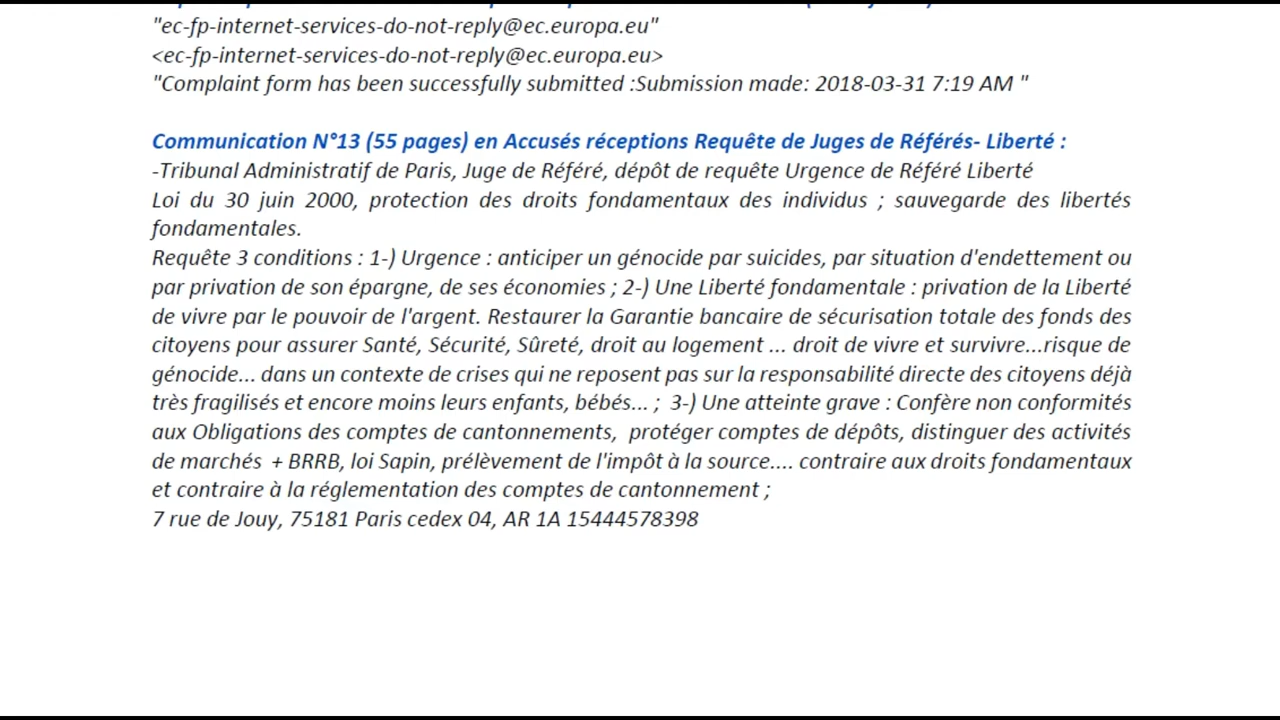 "ec-fp-internet-services-do-not-reply@ec.europa.eu"
<ec-fp-internet-services-do-not-reply@ec.europa.eu>
"Complaint form has been successfully submitted :Submission made: 2018-03-31 7:19 AM "
Communication N°13 (55 pages) en Accusés réceptions Requête de Juges de Référés- Liberté :
-Tribunal Administratif de Paris, Juge de Référé, dépôt de requête Urgence de Référé Liberté
Loi du 30 juin 2000, protection des droits fondamentaux des individus ; sauvegarde des libertés
fondamentales.
Requête 3 conditions : 1-) Urgence : anticiper un génocide par suicides, par situation d'endettement ou
par privation de son épargne, de ses économies ; 2-) Une Liberté fondamentale : privation de la Liberté
de vivre par le pouvoir de l'argent. Restaurer la Garantie bancaire de sécurisation totale des fonds des
citoyens pour assurer Santé, Sécurité, Sûreté, droit au logement ... droit de vivre et survivre...risque de
génocide... dans un contexte de crises qui ne reposent pas sur la responsabilité directe des citoyens déjà
très fragilisés et encore moins leurs enfants, bébés... ; 3-) Une atteinte grave : Confère non conformités
aux Obligations des comptes de cantonnements, protéger comptes de dépôts, distinguer des activités
de marchés + BRRB, loi Sapin, prélèvement de l'impôt à la source.... contraire aux droits fondamentaux
et contraire à la réglementation des comptes de cantonnement ;
7 rue de Jouy, 75181 Paris cedex 04, AR 1A 15444578398